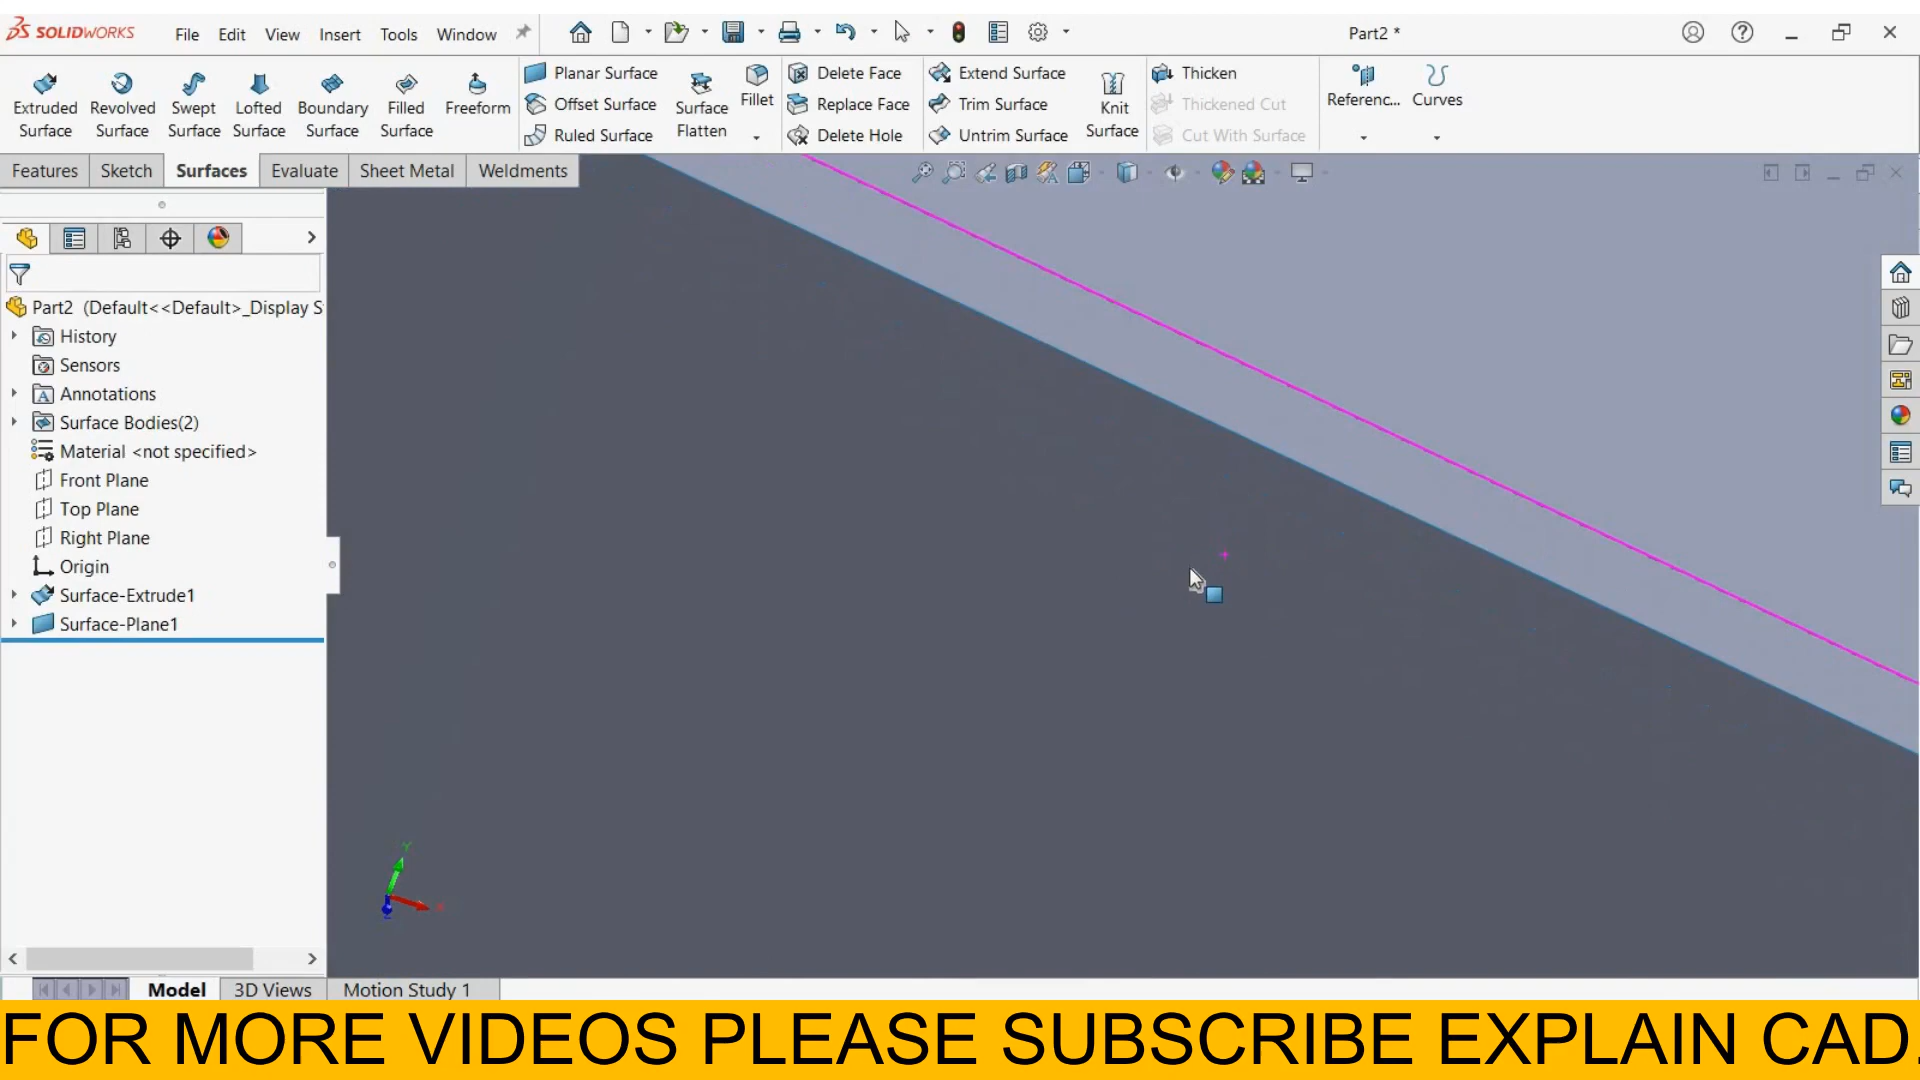 SOLIDWORKS
File Edit View Insert Tools Window
Part2 *
Extruded Surface
Revolved Surface
Swept Surface
Lofted Surface
Boundary Surface
Filled Surface
Freeform
Planar Surface
Offset Surface
Ruled Surface
Surface Flatten
Fillet
Delete Face
Replace Face
Delete Hole
Extend Surface
Trim Surface
Untrim Surface
Knit Surface
Thicken
Thickened Cut
Cut With Surface
Referenc...
Curves
Features Sketch Surfaces Evaluate Sheet Metal Weldments
Part2 (Default<<Default>_Display S
History
Sensors
Annotations
Surface Bodies(2)
Material <not specified>
Front Plane
Top Plane
Right Plane
Origin
Surface-Extrude1
Surface-Plane1
Y
X
Z
Model 3D Views Motion Study 1
FOR MORE VIDEOS PLEASE SUBSCRIBE EXPLAIN CAD.